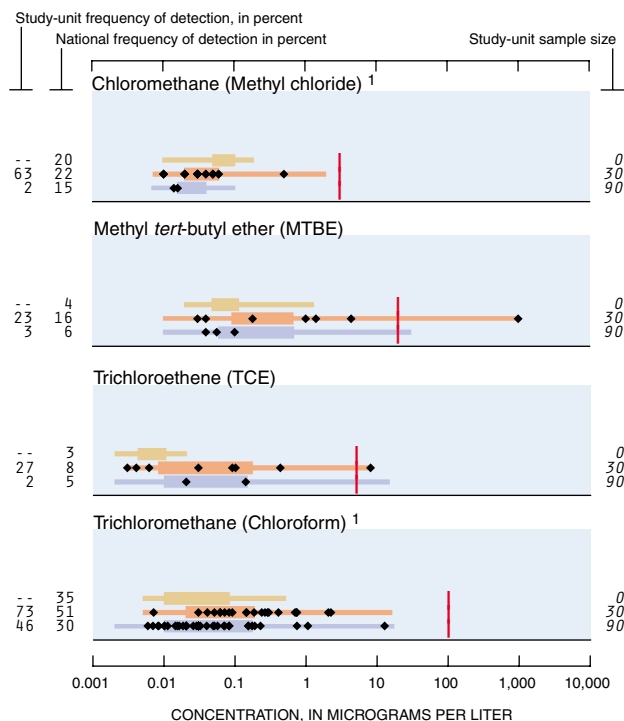 Study-unit frequency of detection, in percent
National frequency of detection in percent
Study-unit sample size
Chloromethane (Methyl chloride) 1
-- 20 0
63 22 30
2 15 90
Methyl tert-butyl ether (MTBE)
-- 4 0
23 16 30
3 6 90
Trichloroethene (TCE)
-- 3 0
27 8 30
2 5 90
Trichloromethane (Chloroform) 1
-- 35 0
73 51 30
46 30 90
0.001 0.01 0.1 1 10 100 1,000 10,000
CONCENTRATION, IN MICROGRAMS PER LITER